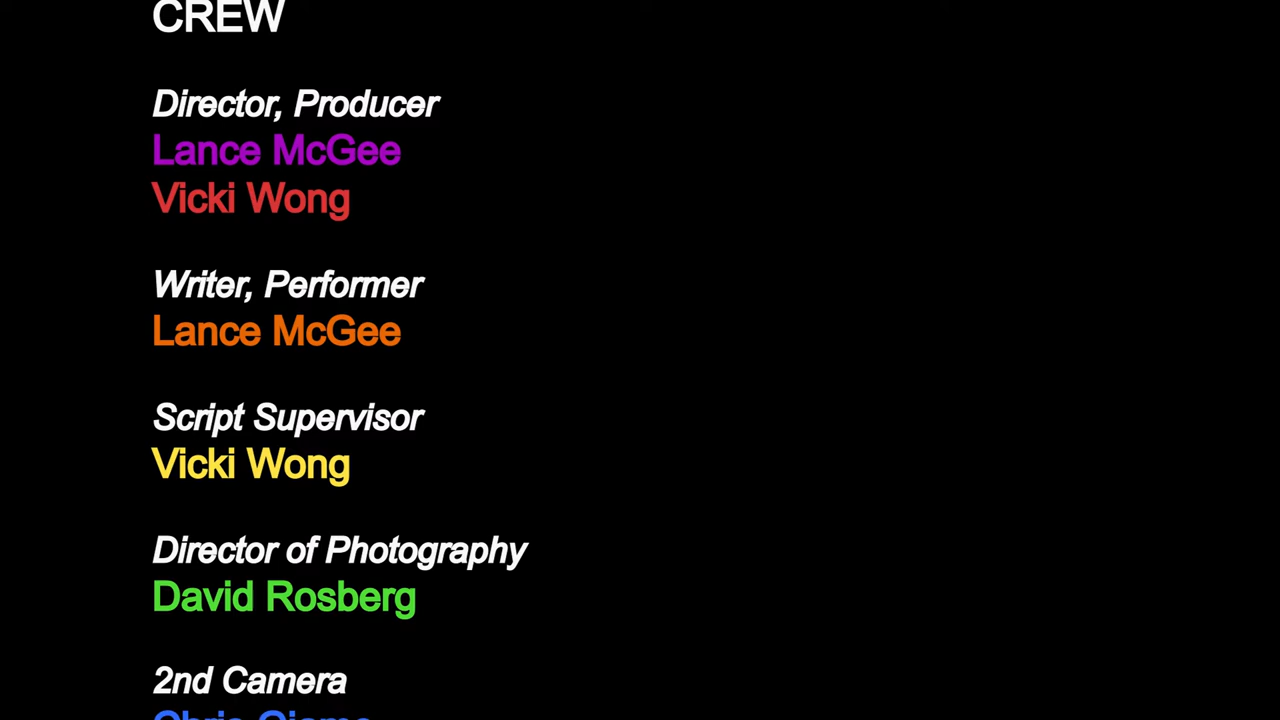 CREW
Director, Producer
Lance McGee
Vicki Wong
Writer, Performer
Lance McGee
Script Supervisor
Vicki Wong
Director of Photography
David Rosberg
2nd Camera
Chris